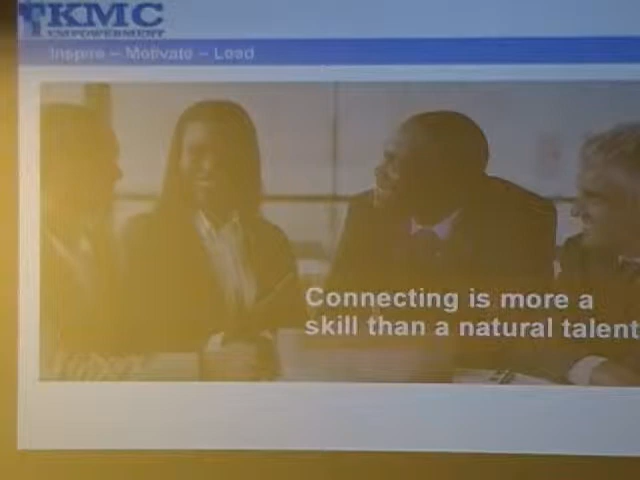 KMC
EMPOWERMENT
Inspire – Motivate – Lead
Connecting is more a
skill than a natural talent